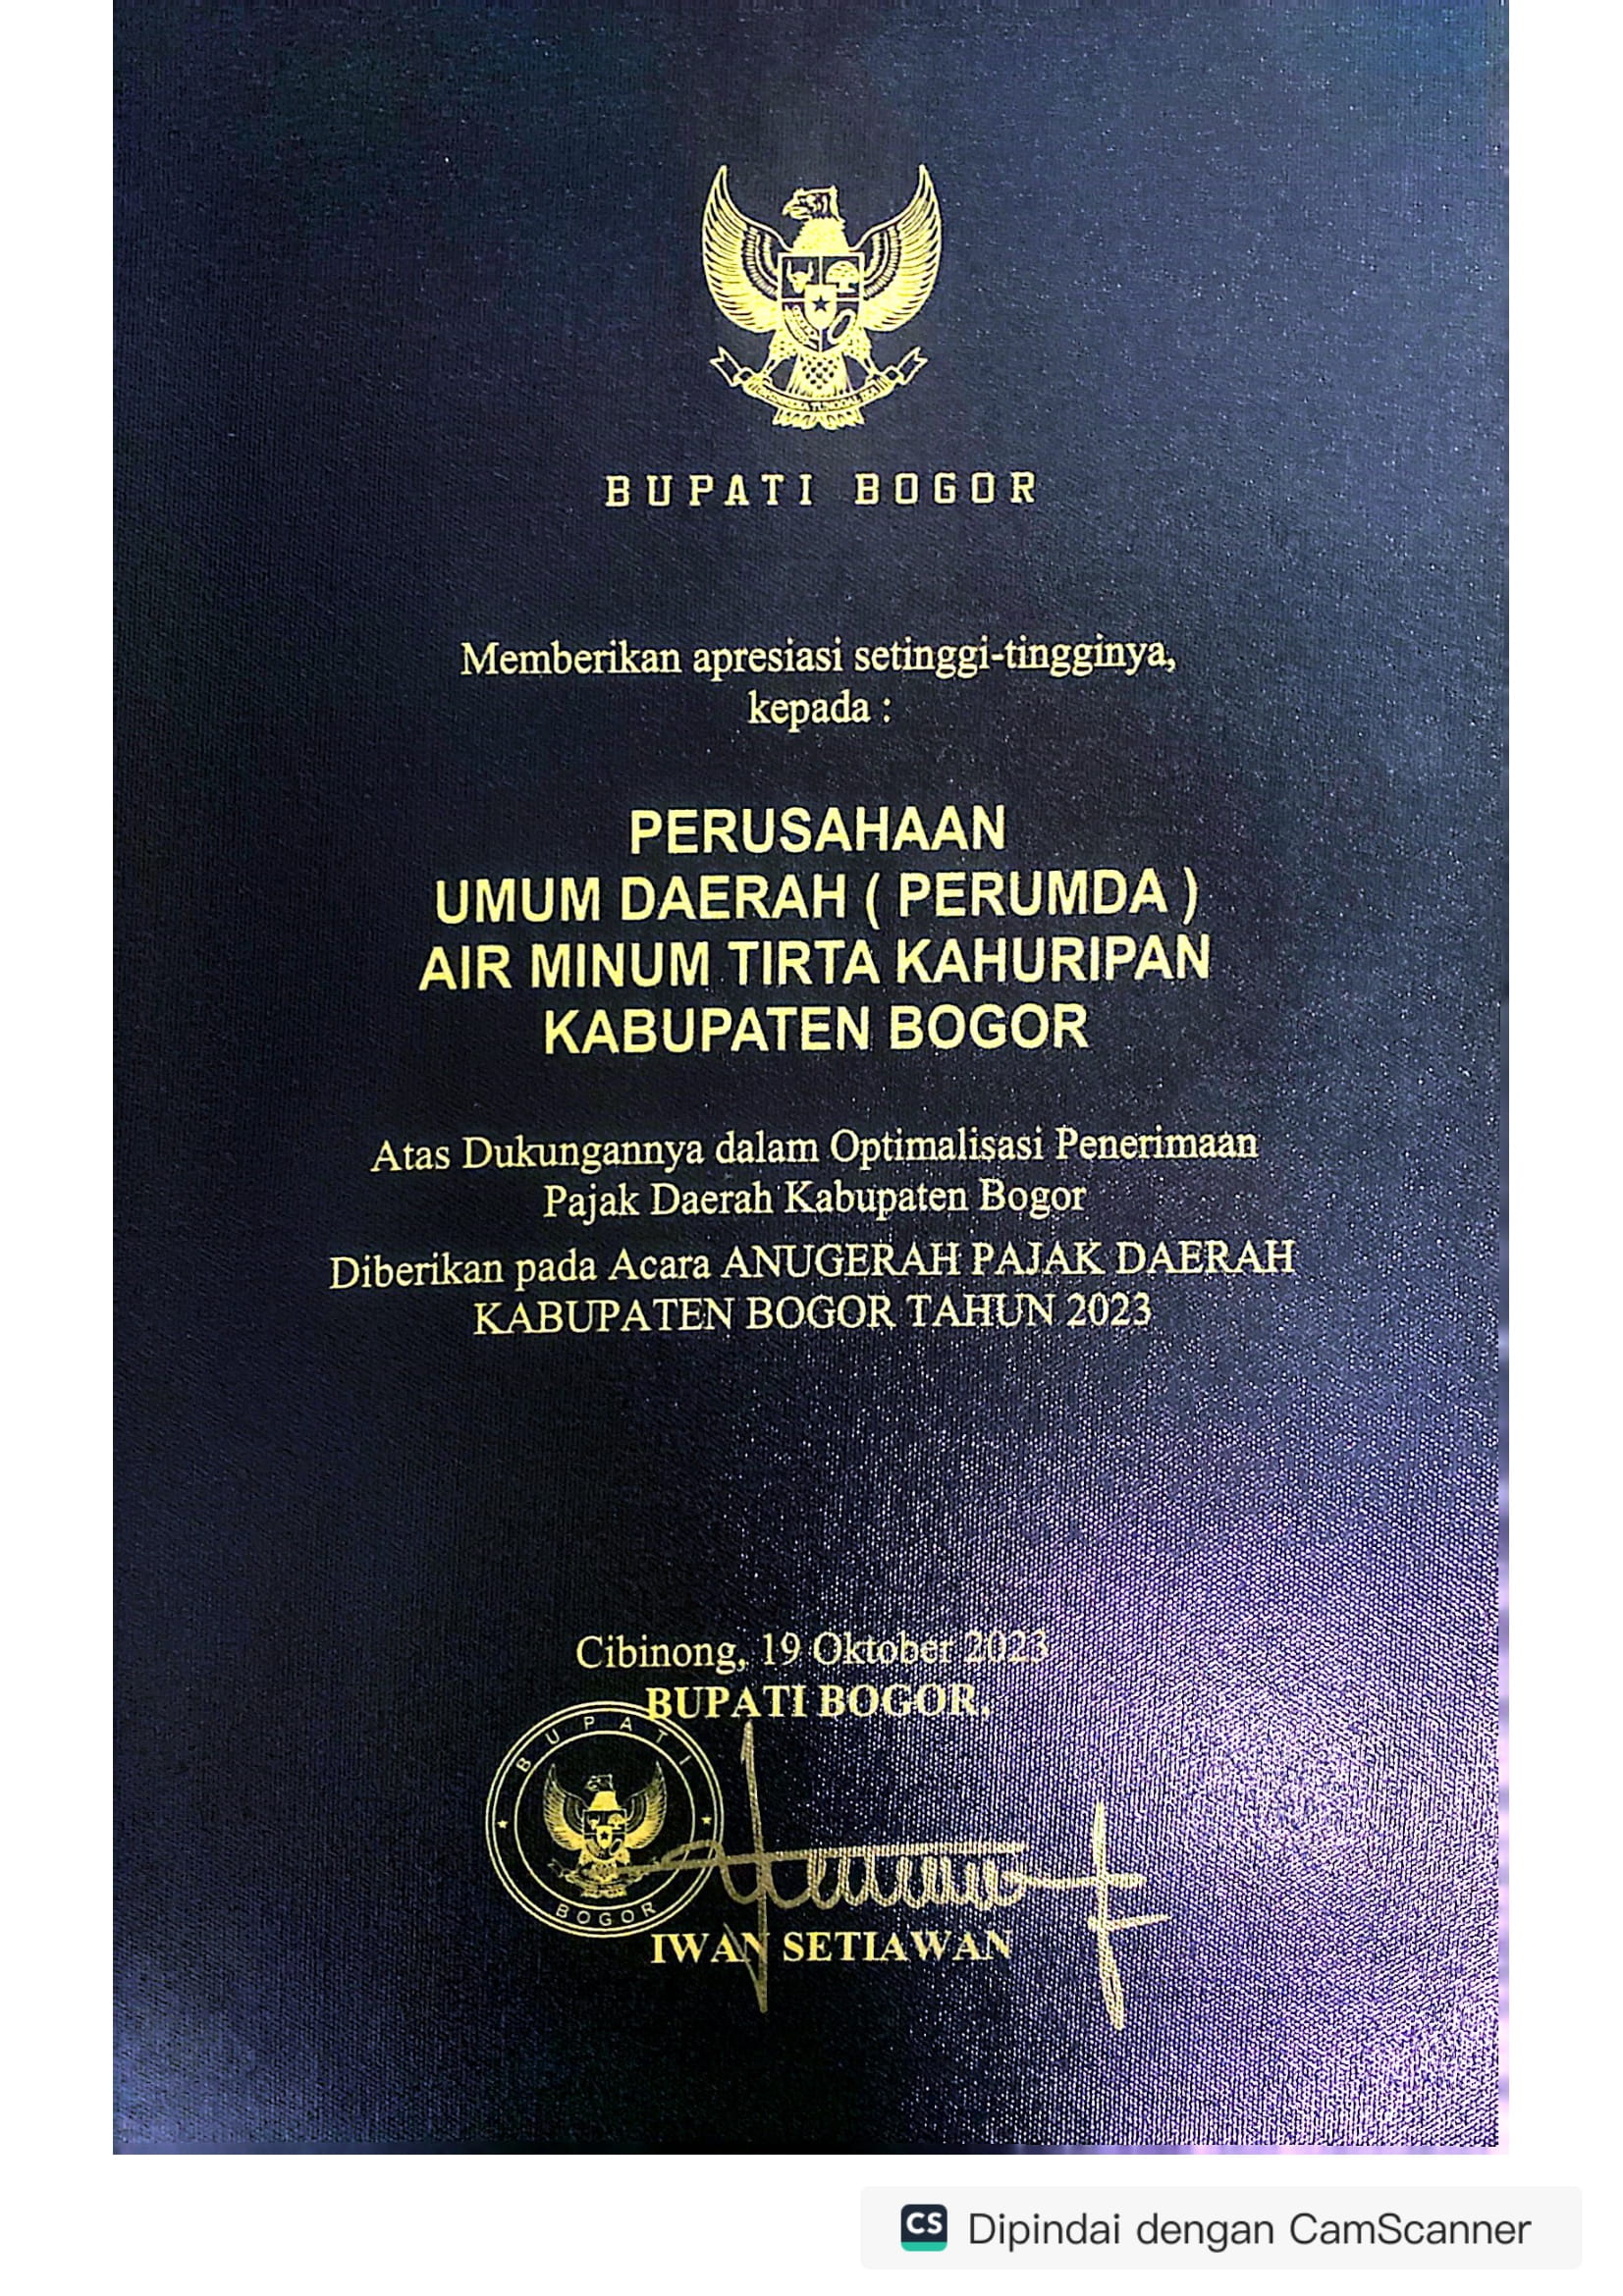 BUPATI BOGOR
Memberikan apresiasi setinggi-tingginya,
kepada :
PERUSAHAAN
UMUM DAERAH ( PERUMDA )
AIR MINUM TIRTA KAHURIPAN
KABUPATEN BOGOR
Atas Dukungannya dalam Optimalisasi Penerimaan
Pajak Daerah Kabupaten Bogor
Diberikan pada Acara ANUGERAH PAJAK DAERAH
KABUPATEN BOGOR TAHUN 2023
Cibinong, 19 Oktober 2023
BUPATI BOGOR,
BUPATI
BOGOR
IWAN SETIAWAN
CS Dipindai dengan CamScanner